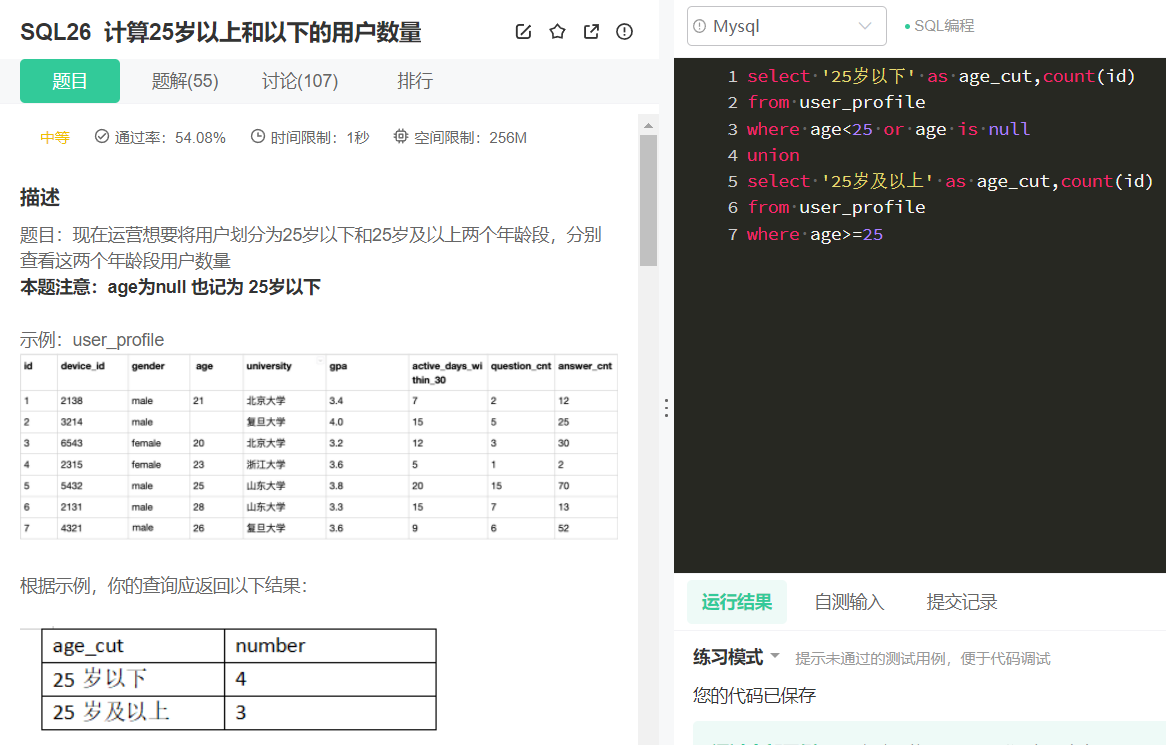 SQL26 计算25岁以上和以下的用户数量
题目 题解(55) 讨论(107) 排行
中等 通过率：54.08% 时间限制：1秒 空间限制：256M
描述
题目：现在运营想要将用户划分为25岁以下和25岁及以上两个年龄段，分别
查看这两个年龄段用户数量
本题注意：age为null 也记为 25岁以下
示例：user_profile
id device_id gender age university gpa active_days_wi question_cnt answer_cnt
thin_30
1 2138 male 21 北京大学 3.4 7 2 12
2 3214 male 复旦大学 4.0 15 5 25
3 6543 female 20 北京大学 3.2 12 3 30
4 2315 female 23 浙江大学 3.6 5 1 2
5 5432 male 25 山东大学 3.8 20 15 70
6 2131 male 28 山东大学 3.3 15 7 13
7 4321 male 26 复旦大学 3.6 9 6 52
根据示例，你的查询应返回以下结果：
age_cut number
25 岁以下 4
25 岁及以上 3
Mysql SQL编程
1 select '25岁以下' as age_cut,count(id)
2 from user_profile
3 where age<25 or age is null
4 union
5 select '25岁及以上' as age_cut,count(id)
6 from user_profile
7 where age>=25
运行结果 自测输入 提交记录
练习模式 提示未通过的测试用例，便于代码调试
您的代码已保存